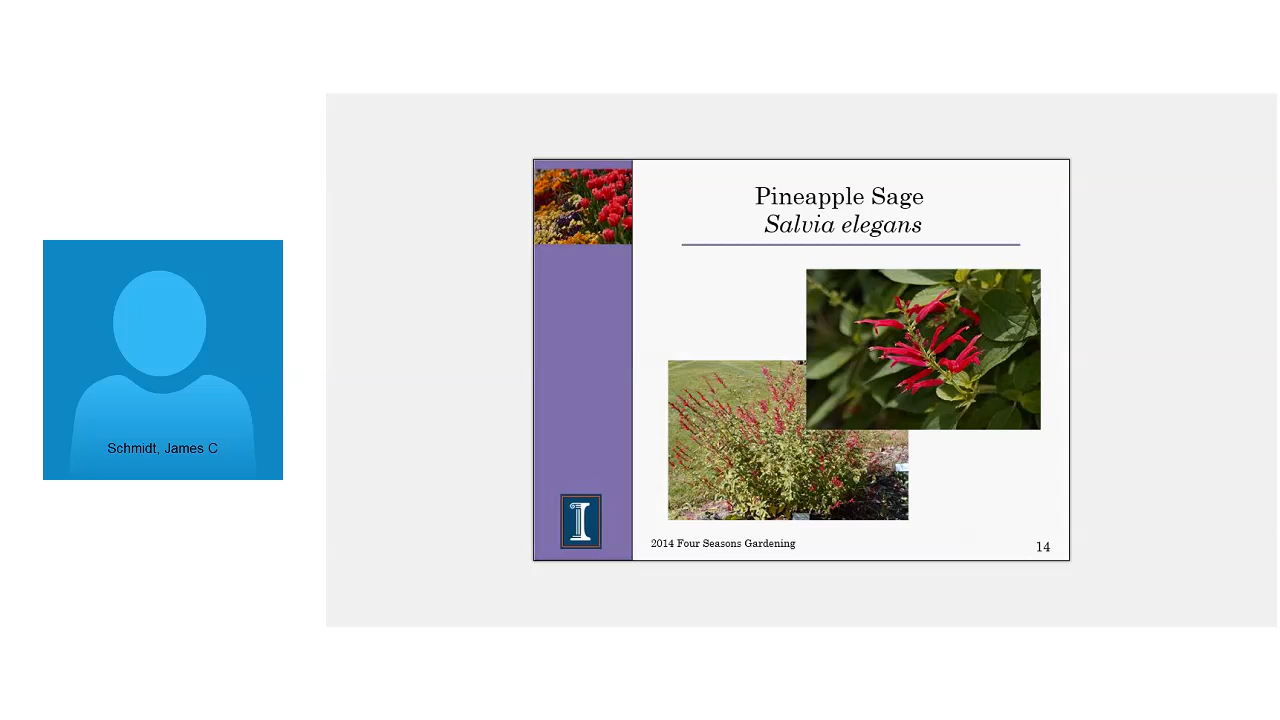 Pineapple Sage
Salvia elegans
Schmidt, James C
2014 Four Seasons Gardening
14